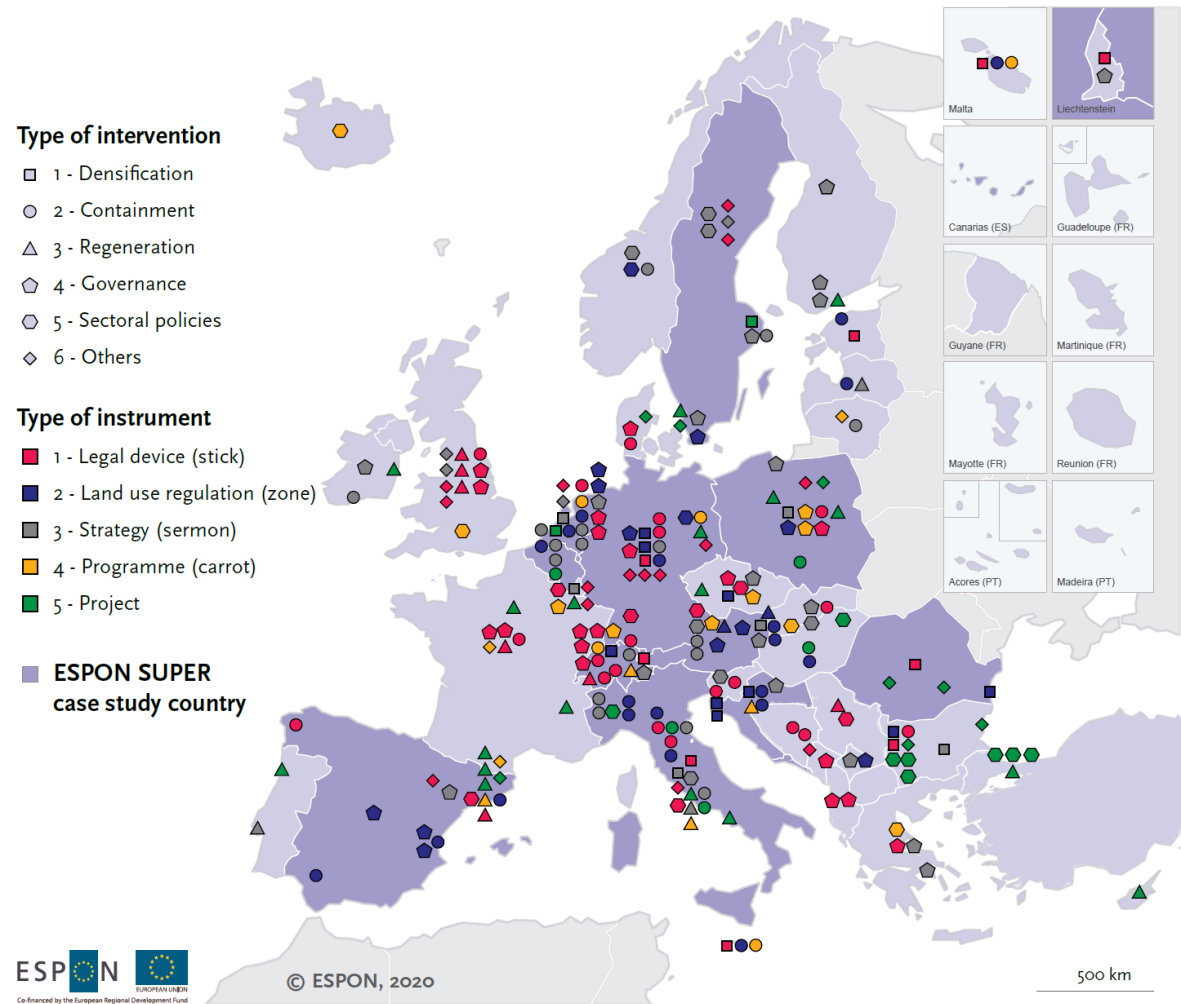 Type of intervention
1 - Densification
2 - Containment
3 - Regeneration
4 - Governance
5 - Sectoral policies
6 - Others
Type of instrument
1 - Legal device (stick)
2 - Land use regulation (zone)
3 - Strategy (sermon)
4 - Programme (carrot)
5 - Project
ESPON SUPER
case study country
Malta
Liechtenstein
Canarias (ES)
Guadeloupe (FR)
Guyane (FR)
Martinique (FR)
Mayotte (FR)
Reunion (FR)
Acores (PT)
Madeira (PT)
ESPON
EUROPEAN UNION
Co-financed by the European Regional Development Fund
© ESPON, 2020
500 km